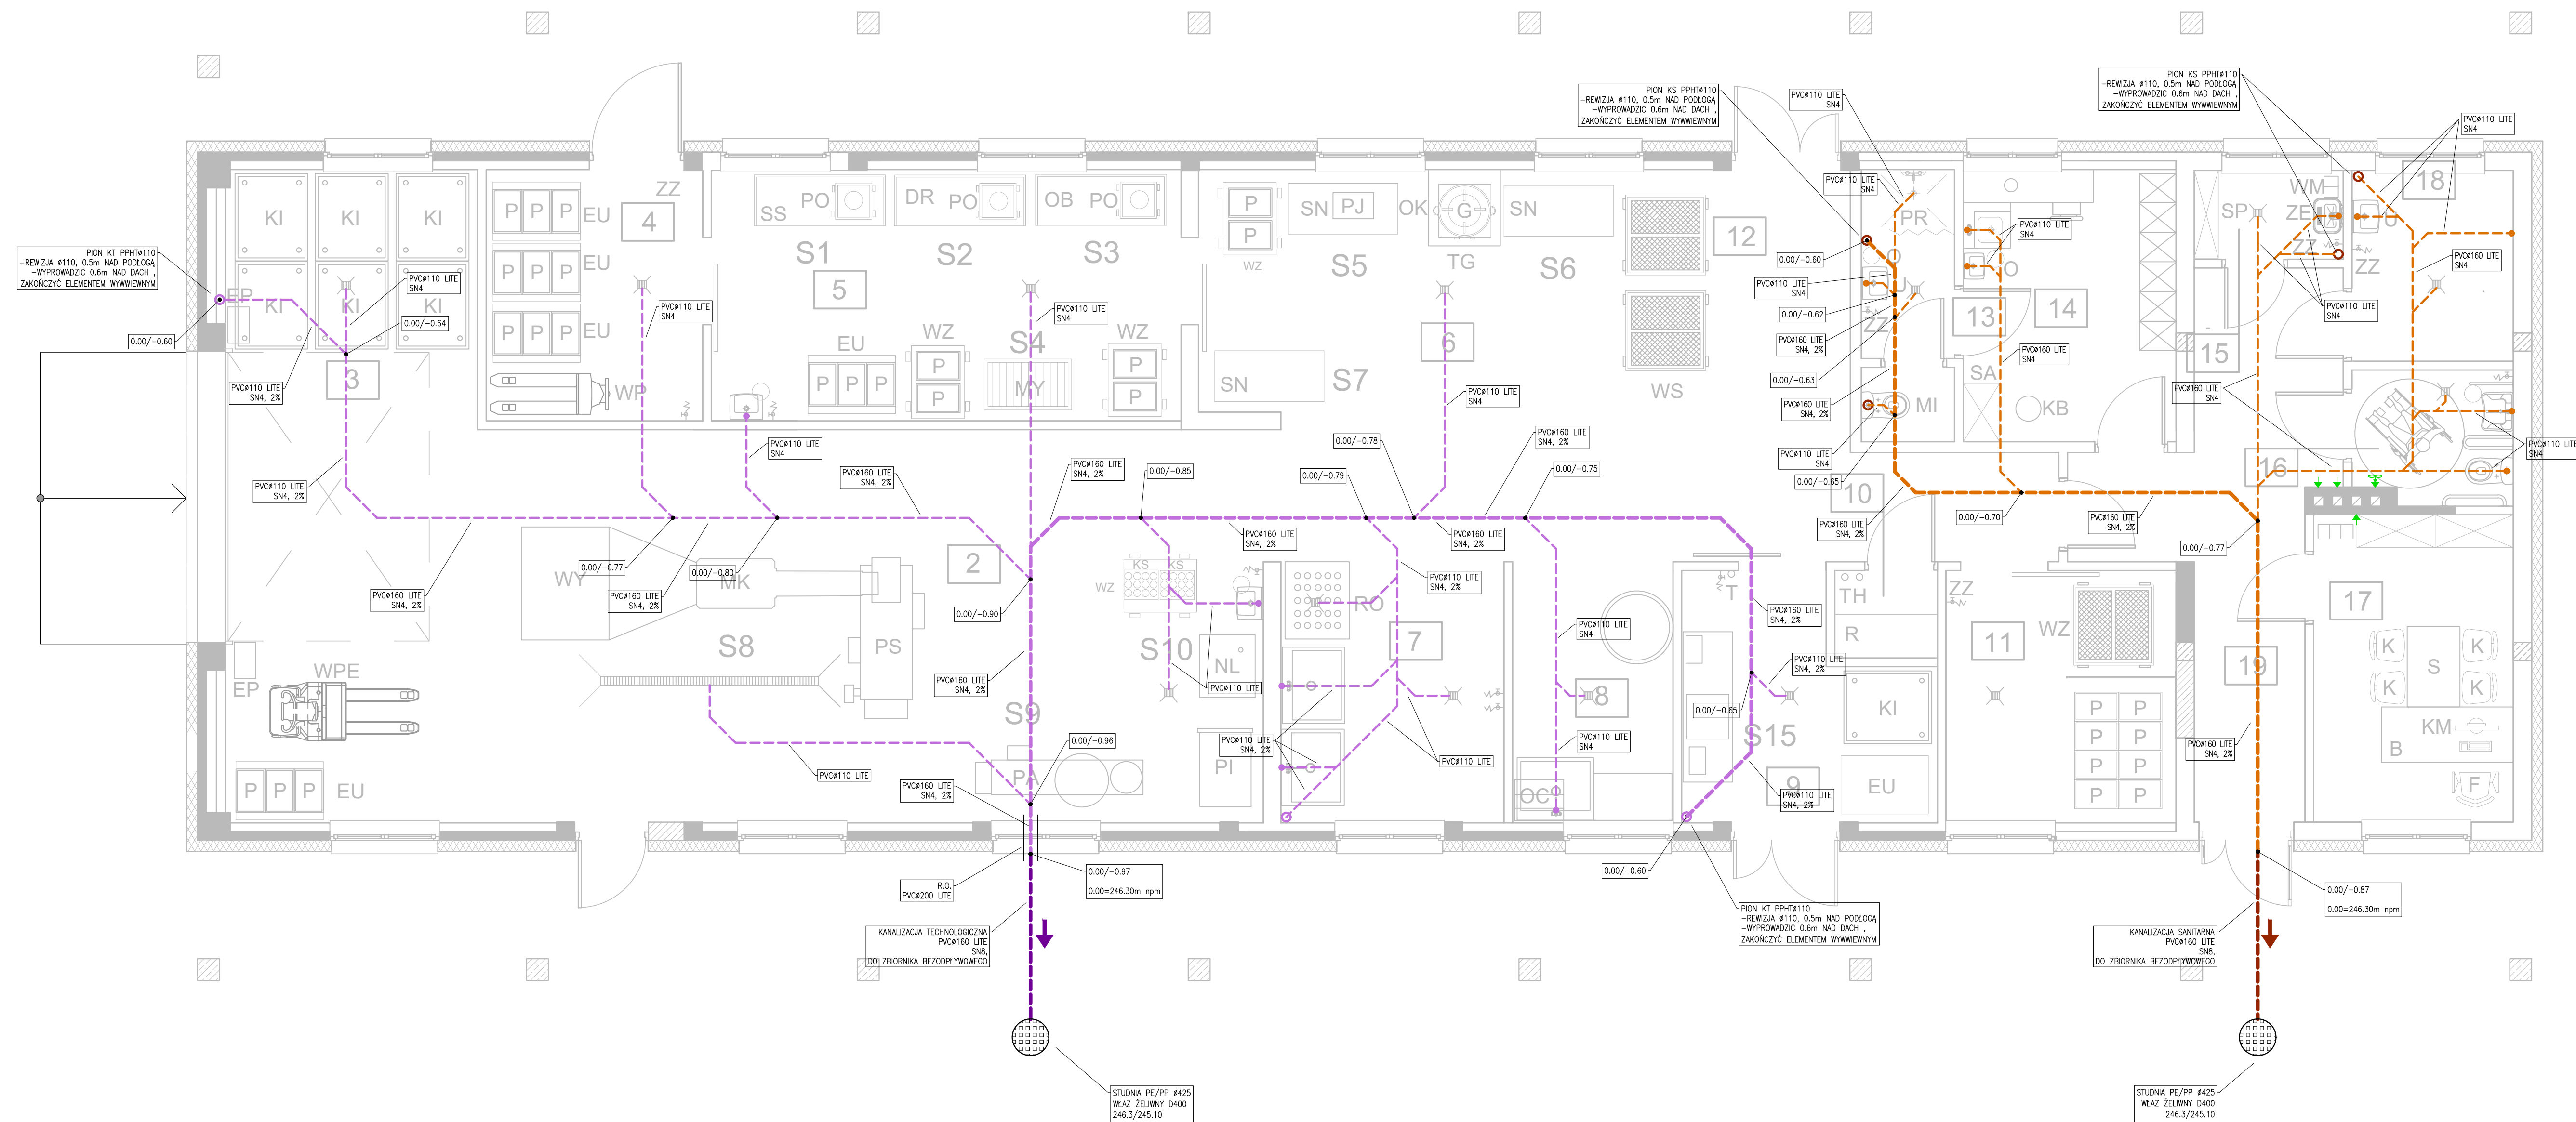 PION KS PPHTø110
-REWIZJA ø110, 0.5m NAD PODŁOGĄ
-WYPROWADZIC 0.6m NAD DACH ,
ZAKOŃCZYĆ ELEMENTEM WYWWIEWNYM
PVCø110 LITE
SN4
PION KS PPHTø110
-REWIZJA ø110, 0.5m NAD PODŁOGĄ
-WYPROWADZIC 0.6m NAD DACH ,
ZAKOŃCZYĆ ELEMENTEM WYWWIEWNYM
PVCø110 LITE
SN4
PION KT PPHTø110
-REWIZJA ø110, 0.5m NAD PODŁOGĄ
-WYPROWADZIC 0.6m NAD DACH ,
ZAKOŃCZYĆ ELEMENTEM WYWWIEWNYM
0.00/-0.60
KI KI KI
KI KI KI
EP
PVCø110 LITE
SN4
0.00/-0.64
3
PVCø110 LITE
SN4, 2%
PVCø110 LITE
SN4, 2%
PVCø160 LITE
SN4, 2%
P P P EU
P P P EU
P P P EU
ZZ
4
WP
PVCø110 LITE
SN4
SS PO
S1
DR PO
S2
OB PO
S3
5
EU
P P P
WZ
P
P
S4
MY
WZ
P
P
PVCø110 LITE
SN4
PVCø110 LITE
SN4
PVCø160 LITE
SN4, 2%
P
P
WZ
SN PJ
S5
OK G
TG
SN
S6
12
6
SN
S7
WS
PVCø110 LITE
SN4
PVCø160 LITE
SN4, 2%
0.00/-0.85
0.00/-0.79
0.00/-0.78
PVCø160 LITE
SN4, 2%
0.00/-0.75
PVCø160 LITE
SN4, 2%
PVCø160 LITE
SN4, 2%
0.00/-0.77
PVCø160 LITE
SN4, 2%
0.00/-0.80
2
0.00/-0.90
WY
MK
PS
S8
WPE
EP
P P P EU
PVCø110 LITE
PVCø160 LITE
SN4, 2%
S9
PA
0.00/-0.96
PVCø160 LITE
SN4, 2%
R.O.
PVCø200 LITE
0.00/-0.97
0.00=246.30m npm
KANALIZACJA TECHNOLOGICZNA
PVCø160 LITE
SN8,
DO ZBIORNIKA BEZODPŁYWOWEGO
STUDNIA PE/PP ø425
WŁAZ ŻELIWNY D400
246.3/245.10
KS KS
WZ
S10
NL
PI
PVCø110 LITE
RO
7
PVCø110 LITE
SN4, 2%
PVCø110 LITE
SN4, 2%
PVCø110 LITE
PVCø110 LITE
SN4
8
PVCø110 LITE
SN4
OC
T
PVCø160 LITE
SN4, 2%
PVCø110 LITE
SN4, 2%
0.00/-0.65
S15
9
PVCø110 LITE
SN4, 2%
0.00/-0.60
PION KT PPHTø110
-REWIZJA ø110, 0.5m NAD PODŁOGĄ
-WYPROWADZIC 0.6m NAD DACH ,
ZAKOŃCZYĆ ELEMENTEM WYWWIEWNYM
TH
R
KI
EU
ZZ
11
WZ
P P
P P
P P
P P
PVCø110 LITE
SN4
PR
0.00/-0.60
O
U
PVCø110 LITE
SN4
0.00/-0.62
ZZ
PVCø160 LITE
SN4, 2%
0.00/-0.63
PVCø160 LITE
SN4, 2%
MI
PVCø110 LITE
SN4
0.00/-0.65
10
PVCø160 LITE
SN4, 2%
PVCø110 LITE
SN4
O
13
14
PVCø160 LITE
SN4
SA
KB
0.00/-0.70
PVCø160 LITE
SN4, 2%
0.00/-0.77
SP
WM
ZE
ZZ
U
ZZ
18
PVCø160 LITE
SN4
PVCø110 LITE
SN4
15
PVCø160 LITE
SN4
PVCø110 LITE
SN4
16
17
19
K K
S
K K
KM
B
F
PVCø160 LITE
SN4, 2%
0.00/-0.87
0.00=246.30m npm
KANALIZACJA SANITARNA
PVCø160 LITE
SN8,
DO ZBIORNIKA BEZODPŁYWOWEGO
STUDNIA PE/PP ø425
WŁAZ ŻELIWNY D400
246.3/245.10